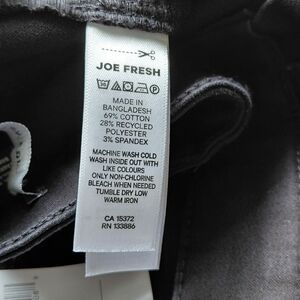 JOE FRESH
MADE IN
BANGLADESH
69% COTTON
28% RECYCLED
POLYESTER
3% SPANDEX
MACHINE WASH COLD
WASH INSIDE OUT WITH
LIKE COLOURS
ONLY NON-CHLORINE
BLEACH WHEN NEEDED
TUMBLE DRY LOW
WARM IRON
CA 15372
RN 133886